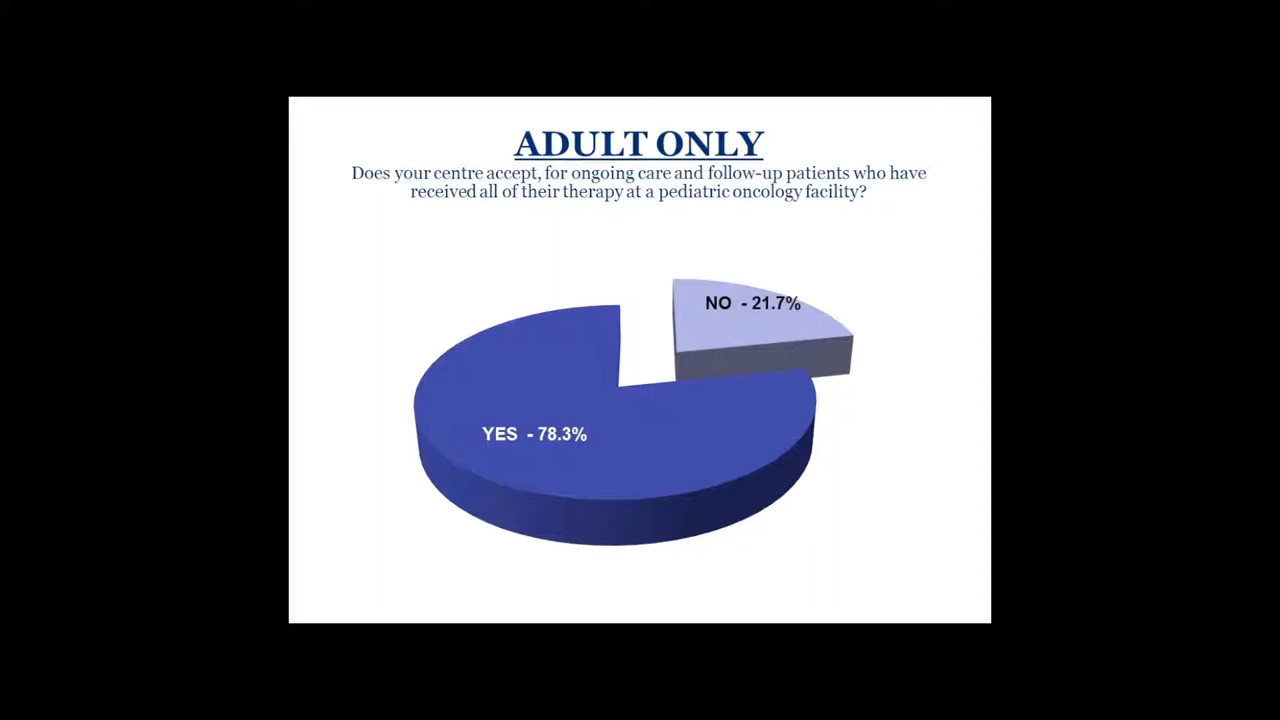 ADULT ONLY
Does your centre accept, for ongoing care and follow-up patients who have
received all of their therapy at a pediatric oncology facility?
NO - 21.7%
YES - 78.3%